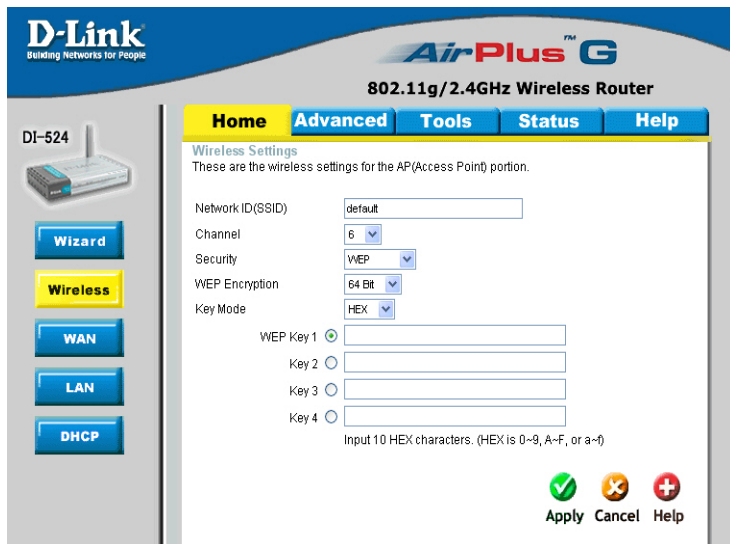 D-Link
Building Networks for People
AirPlus G™
802.11g/2.4GHz Wireless Router
DI-524
Home Advanced Tools Status Help
Wizard
Wireless
WAN
LAN
DHCP
Wireless Settings
These are the wireless settings for the AP(Access Point) portion.
Network ID(SSID) default
Channel 6
Security WEP
WEP Encryption 64 Bit
Key Mode HEX
WEP Key 1
Key 2
Key 3
Key 4
Input 10 HEX characters. (HEX is 0~9, A~F, or a~f)
Apply Cancel Help